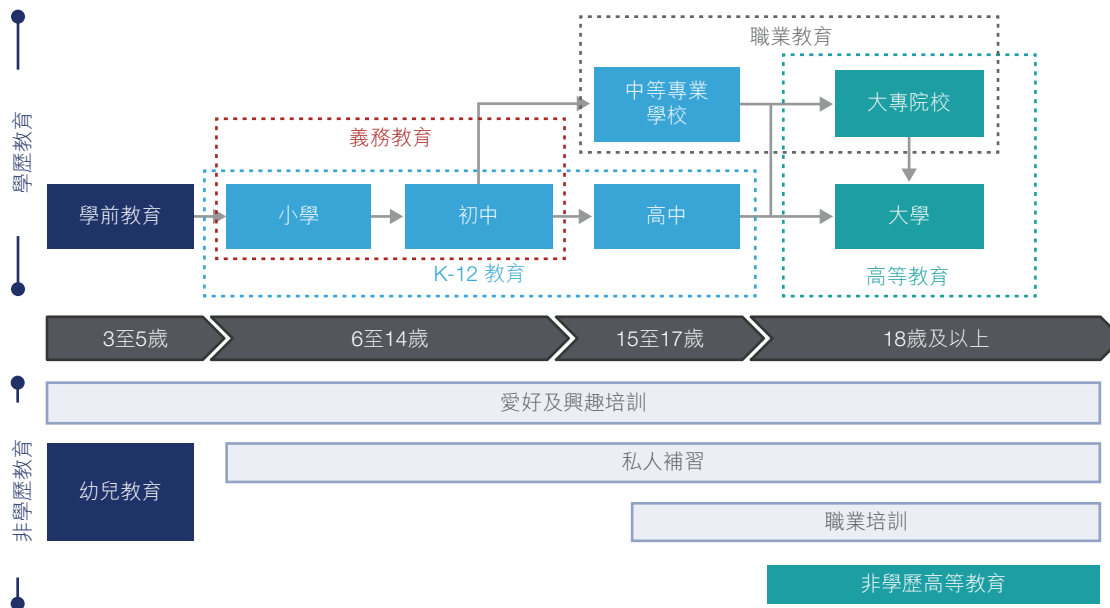 學歷教育
職業教育
中等專業
學校
大專院校
義務教育
學前教育
小學
初中
高中
大學
K-12 教育
高等教育
3至5歲
6至14歲
15至17歲
18歲及以上
非學歷教育
愛好及興趣培訓
幼兒教育
私人補習
職業培訓
非學歷高等教育